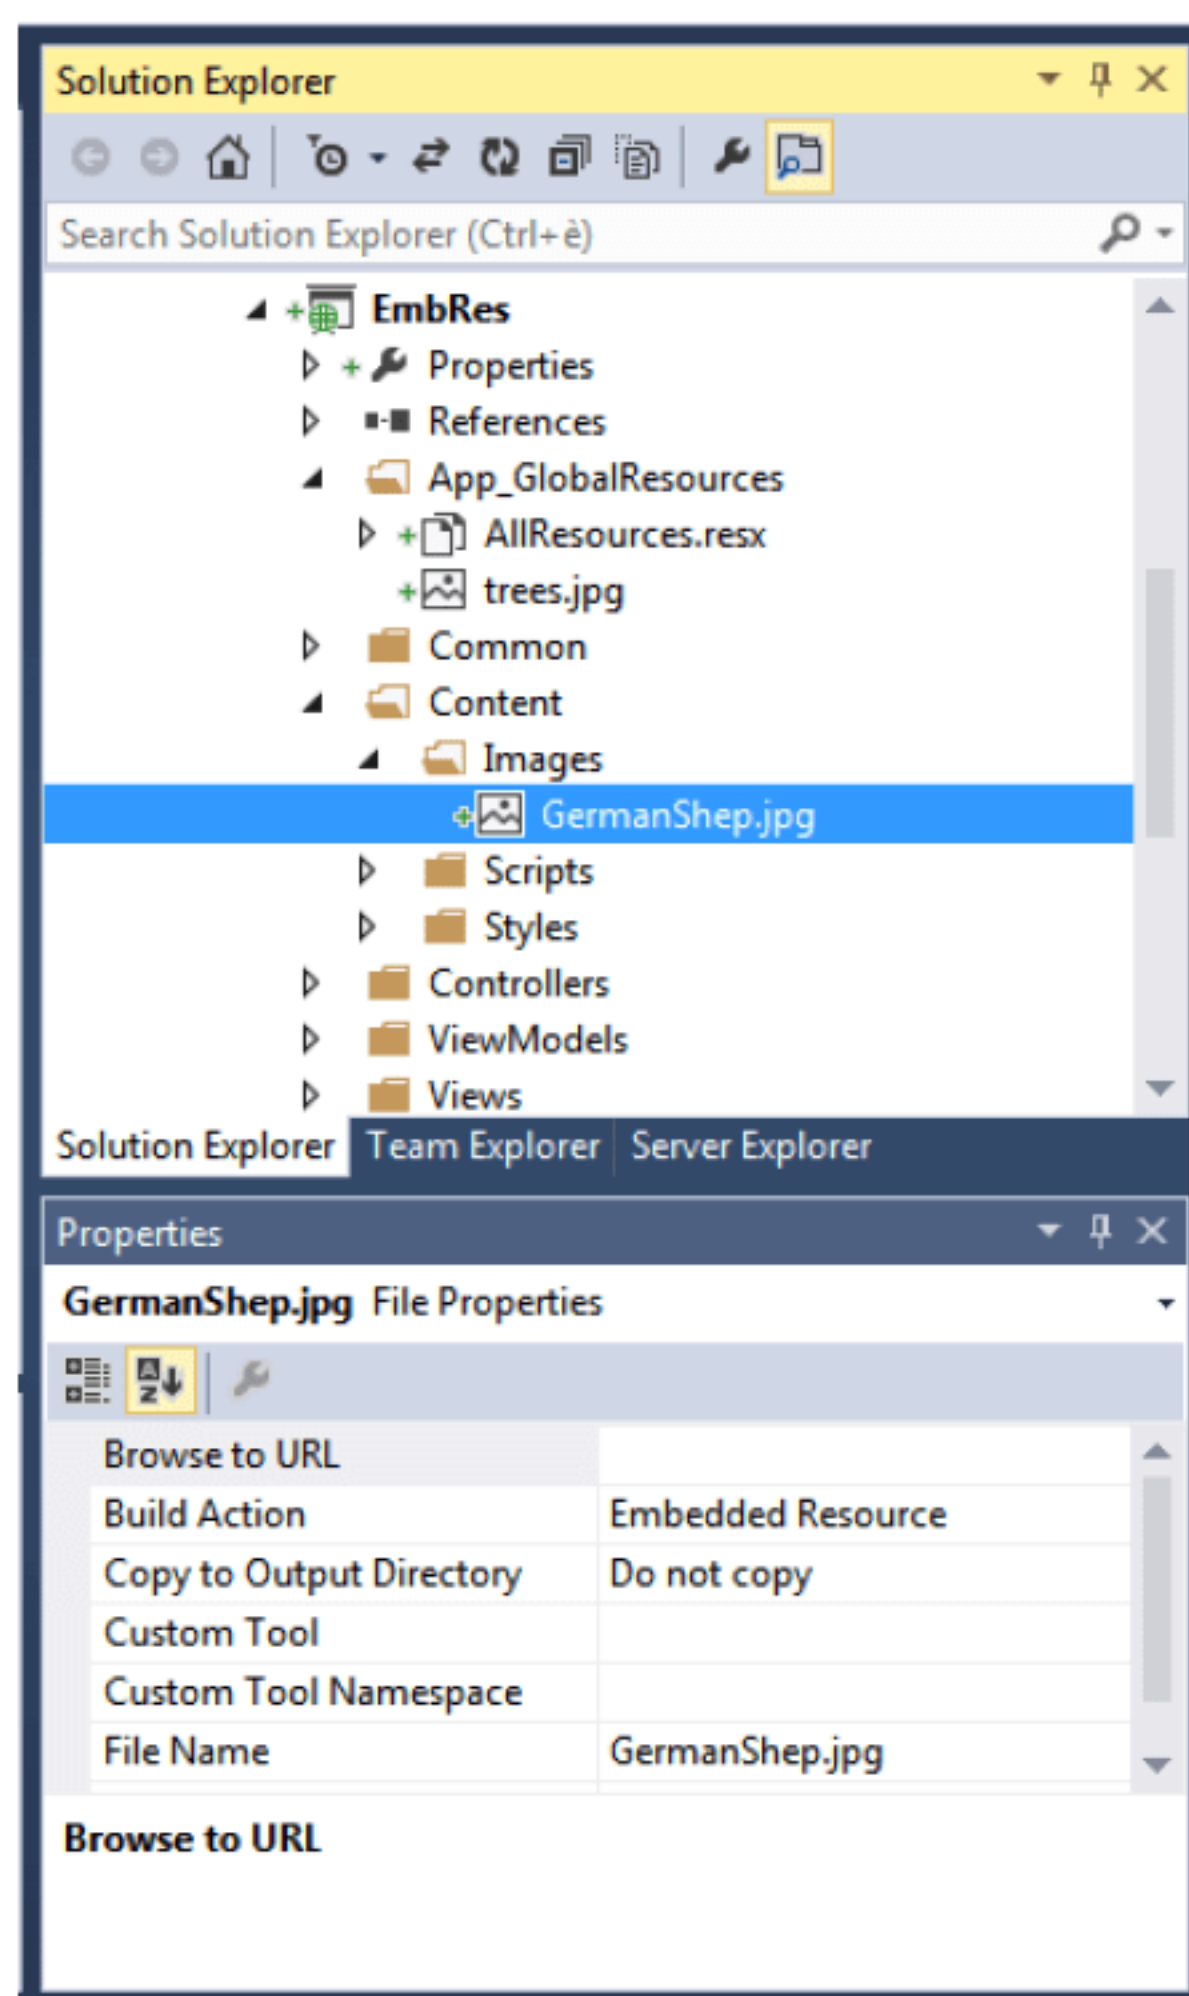 Solution Explorer
Search Solution Explorer (Ctrl+è)
EmbRes
Properties
References
App_GlobalResources
AllResources.resx
trees.jpg
Common
Content
Images
GermanShep.jpg
Scripts
Styles
Controllers
ViewModels
Views
Solution Explorer Team Explorer Server Explorer
Properties
GermanShep.jpg File Properties
Browse to URL
Build Action Embedded Resource
Copy to Output Directory Do not copy
Custom Tool
Custom Tool Namespace
File Name GermanShep.jpg
Browse to URL